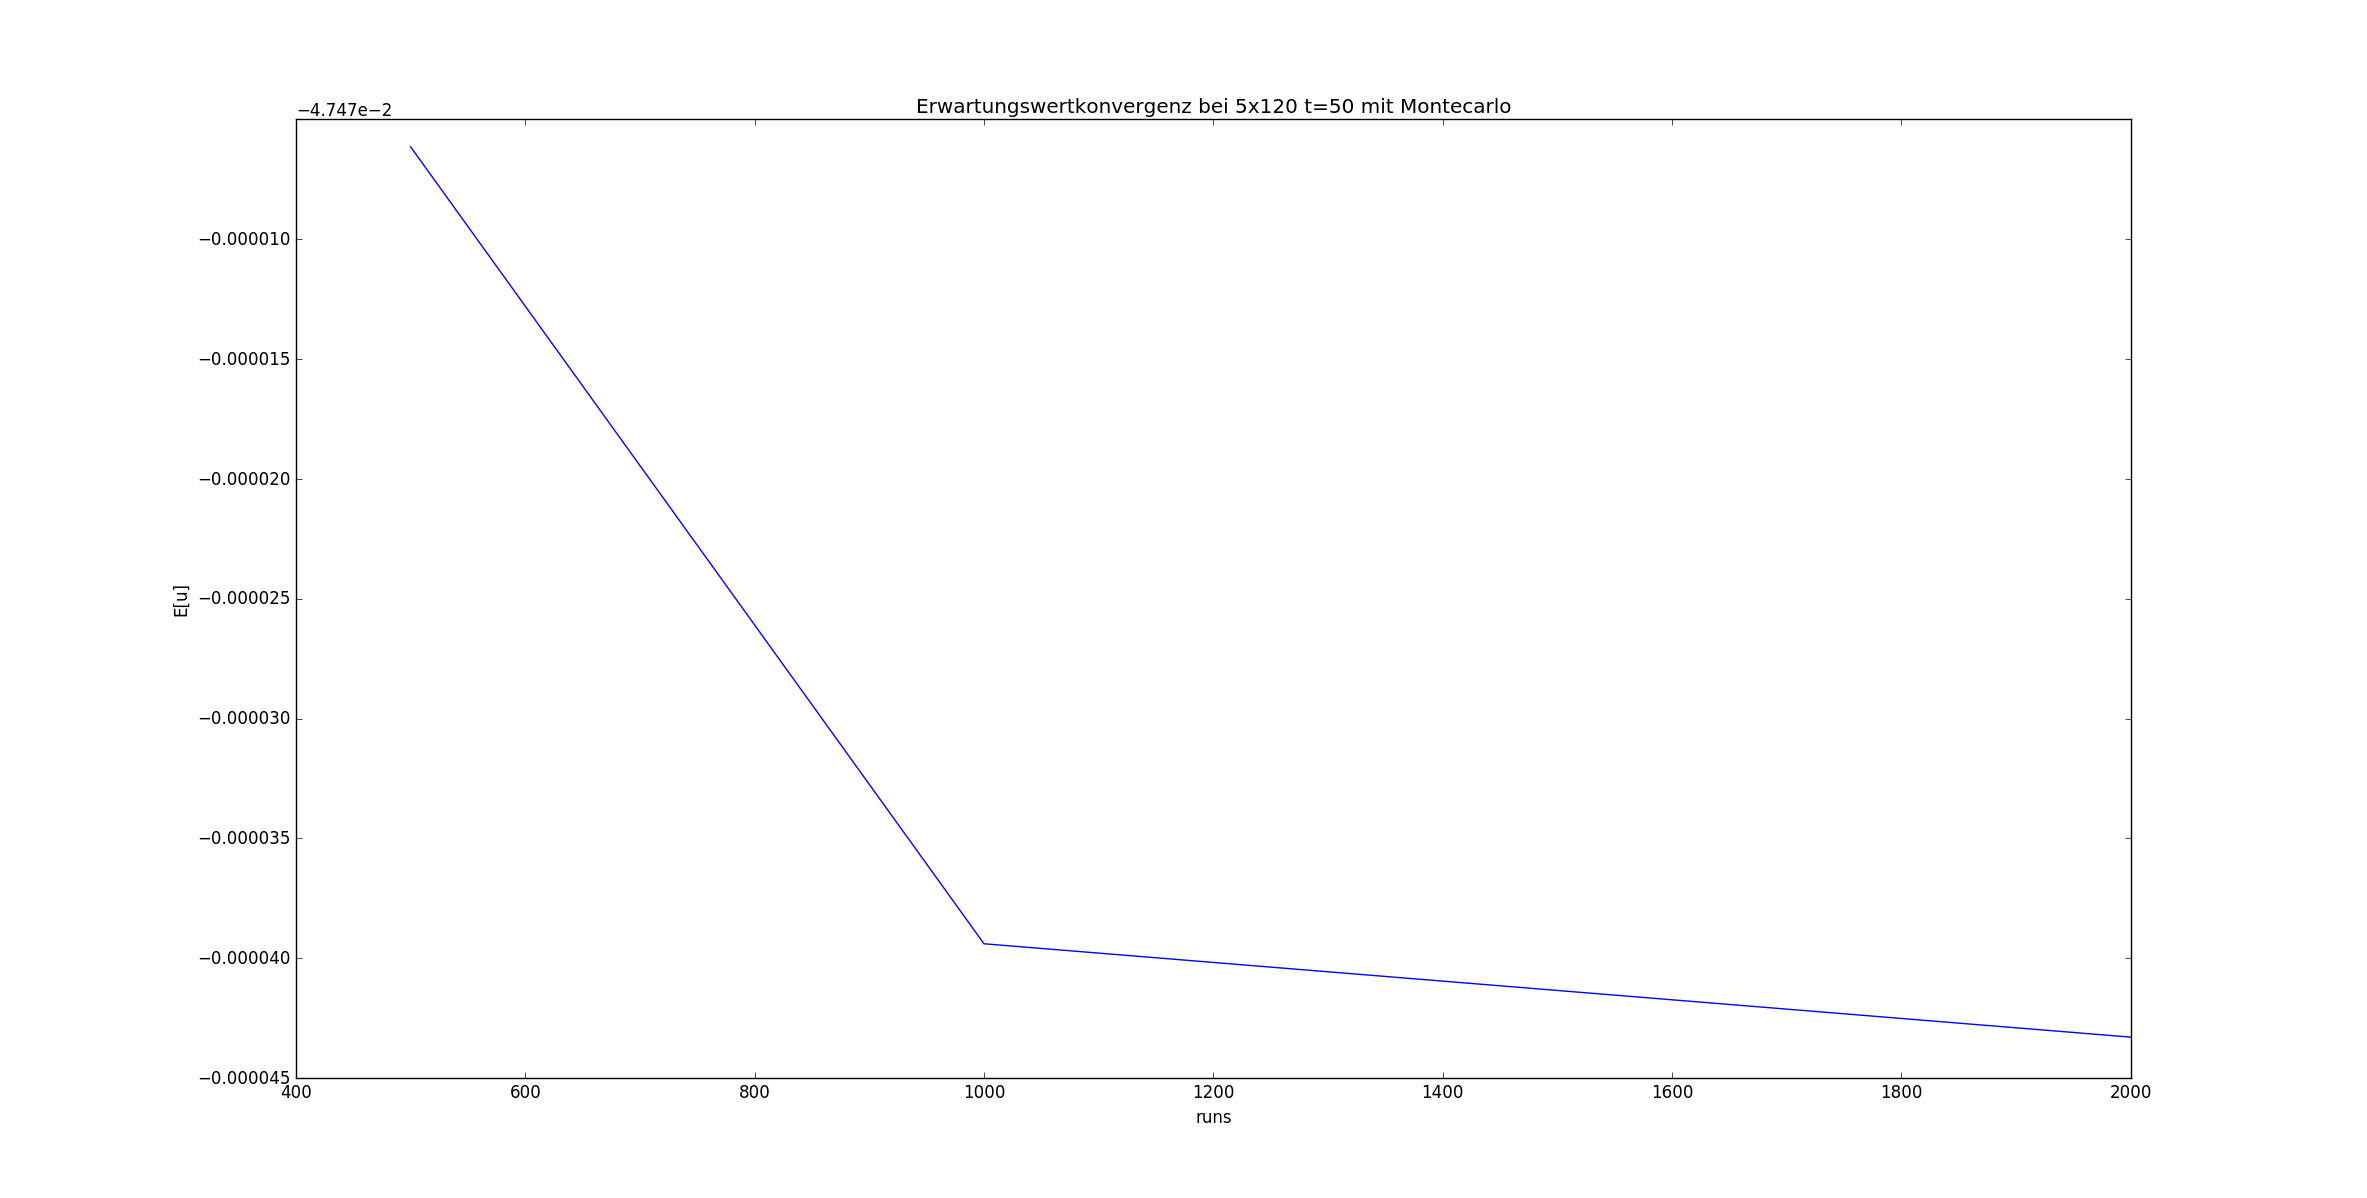 −4.747e−2
Erwartungswertkonvergenz bei 5x120 t=50 mit Montecarlo
−0.000010
−0.000015
−0.000020
−0.000025
−0.000030
−0.000035
−0.000040
−0.000045
E[u]
400 600 800 1000 1200 1400 1600 1800 2000
runs